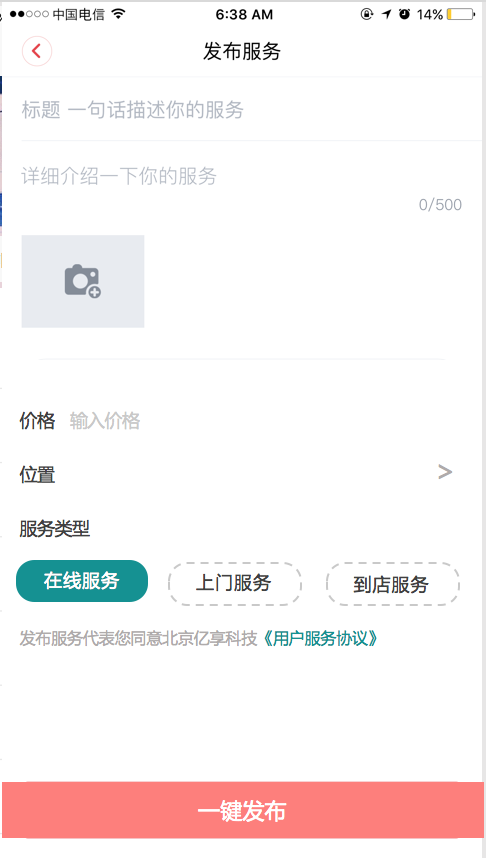 中国电信 6:38 AM 14%
发布服务
标题 一句话描述你的服务
详细介绍一下你的服务
0/500
价格 输入价格
位置 >
服务类型
在线服务 上门服务 到店服务
发布服务代表您同意北京亿享科技《用户服务协议》
一键发布